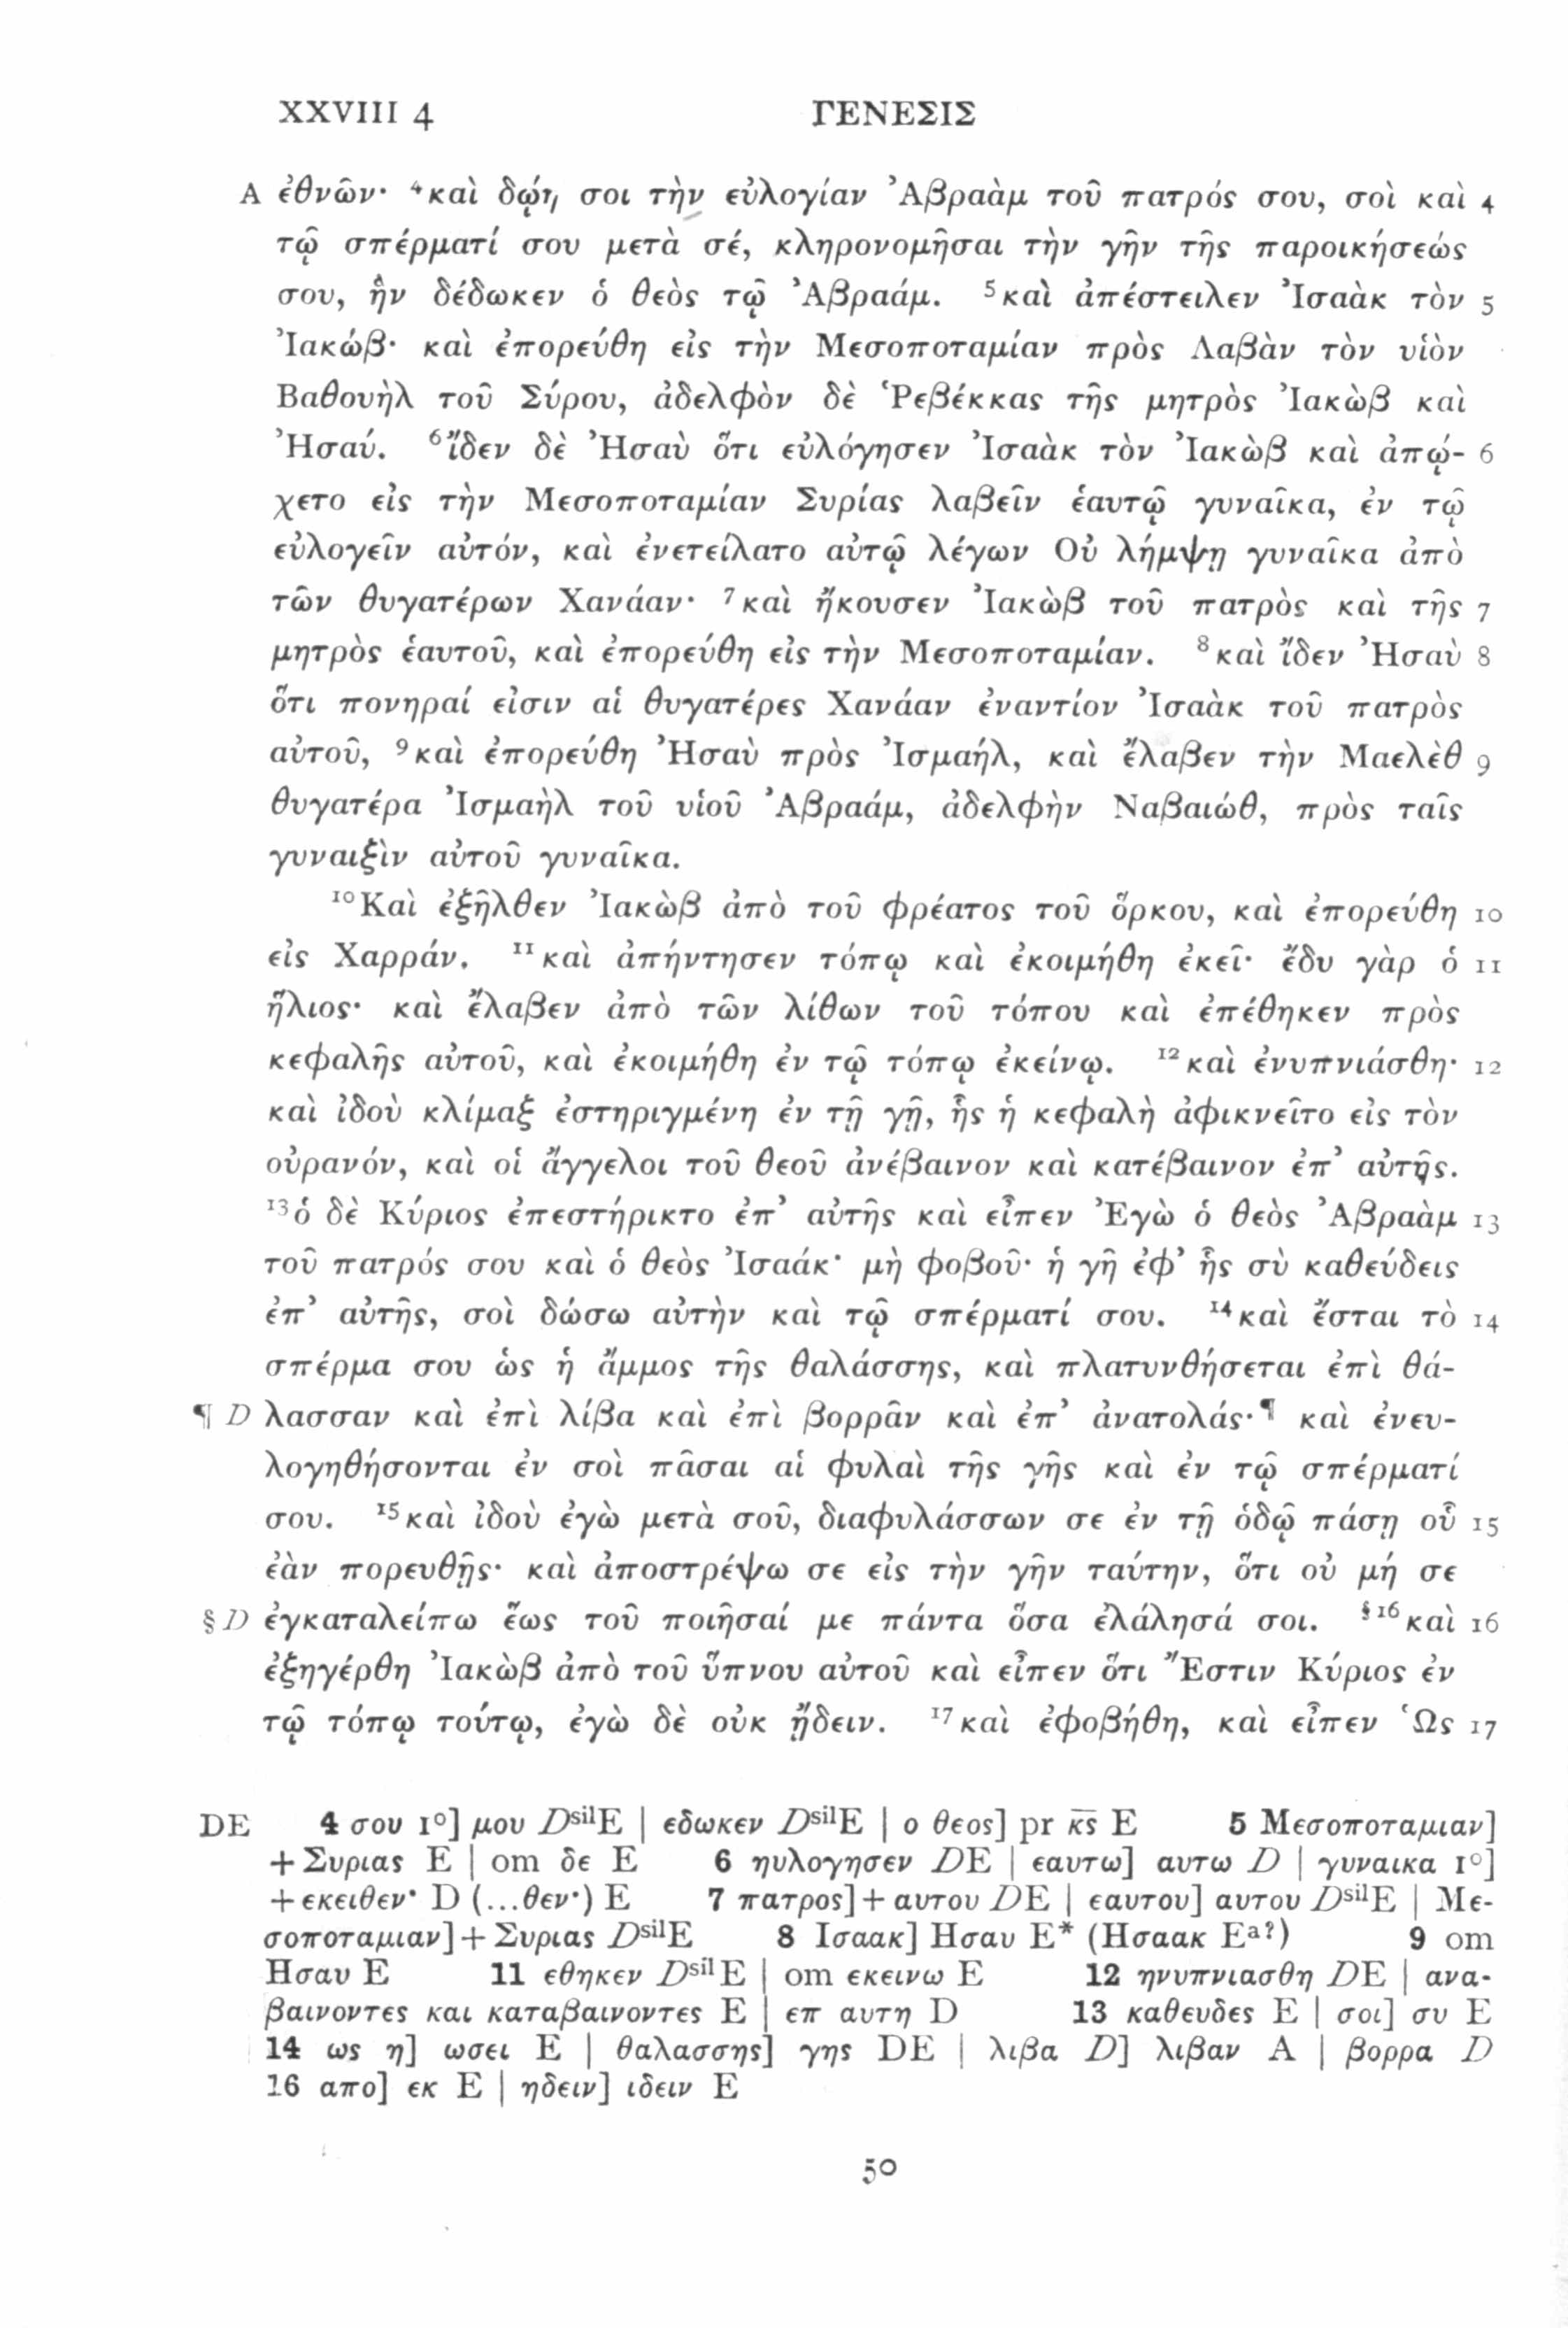 XXVIII 4 ΓΕΝΕΣΙΣ
A ἐθνῶν· ⁴καὶ δῴη σοι τὴν εὐλογίαν Ἀβραὰμ τοῦ πατρός σου, σοὶ καὶ 4
τῷ σπέρματί σου μετὰ σέ, κληρονομῆσαι τὴν γῆν τῆς παροικήσεώς
σου, ἣν δέδωκεν ὁ θεὸς τῷ Ἀβραάμ. ⁵καὶ ἀπέστειλεν Ἰσαὰκ τὸν 5
Ἰακώβ· καὶ ἐπορεύθη εἰς τὴν Μεσοποταμίαν πρὸς Λαβὰν τὸν υἱὸν
Βαθουὴλ τοῦ Σύρου, ἀδελφὸν δὲ Ῥεβέκκας τῆς μητρὸς Ἰακὼβ καὶ
Ἠσαύ. ⁶ἴδεν δὲ Ἠσαὺ ὅτι εὐλόγησεν Ἰσαὰκ τὸν Ἰακὼβ καὶ ἀπῴ- 6
χετο εἰς τὴν Μεσοποταμίαν Συρίας λαβεῖν ἑαυτῷ γυναῖκα, ἐν τῷ
εὐλογεῖν αὐτόν, καὶ ἐνετείλατο αὐτῷ λέγων Οὐ λήμψῃ γυναῖκα ἀπὸ
τῶν θυγατέρων Χανάαν· ⁷καὶ ἤκουσεν Ἰακὼβ τοῦ πατρὸς καὶ τῆς 7
μητρὸς ἑαυτοῦ, καὶ ἐπορεύθη εἰς τὴν Μεσοποταμίαν. ⁸καὶ ἴδεν Ἠσαὺ 8
ὅτι πονηραί εἰσιν αἱ θυγατέρες Χανάαν ἐναντίον Ἰσαὰκ τοῦ πατρὸς
αὐτοῦ, ⁹καὶ ἐπορεύθη Ἠσαὺ πρὸς Ἰσμαήλ, καὶ ἔλαβεν τὴν Μαελὲθ 9
θυγατέρα Ἰσμαὴλ τοῦ υἱοῦ Ἀβραάμ, ἀδελφὴν Ναβαιώθ, πρὸς ταῖς
γυναιξὶν αὐτοῦ γυναῖκα.
¹⁰Καὶ ἐξῆλθεν Ἰακὼβ ἀπὸ τοῦ φρέατος τοῦ ὅρκου, καὶ ἐπορεύθη 10
εἰς Χαρράν. ¹¹καὶ ἀπήντησεν τόπῳ καὶ ἐκοιμήθη ἐκεῖ· ἔδυ γὰρ ὁ 11
ἥλιος· καὶ ἔλαβεν ἀπὸ τῶν λίθων τοῦ τόπου καὶ ἐπέθηκεν πρὸς
κεφαλῆς αὐτοῦ, καὶ ἐκοιμήθη ἐν τῷ τόπῳ ἐκείνῳ. ¹²καὶ ἐνυπνιάσθη· 12
καὶ ἰδοὺ κλίμαξ ἐστηριγμένη ἐν τῇ γῇ, ἧς ἡ κεφαλὴ ἀφικνεῖτο εἰς τὸν
οὐρανόν, καὶ οἱ ἄγγελοι τοῦ θεοῦ ἀνέβαινον καὶ κατέβαινον ἐπ’ αὐτῆς.
¹³ὁ δὲ Κύριος ἐπεστήρικτο ἐπ’ αὐτῆς καὶ εἶπεν Ἐγὼ ὁ θεὸς Ἀβραὰμ 13
τοῦ πατρός σου καὶ ὁ θεὸς Ἰσαάκ· μὴ φοβοῦ· ἡ γῆ ἐφ’ ἧς σὺ καθεύδεις
ἐπ’ αὐτῆς, σοὶ δώσω αὐτὴν καὶ τῷ σπέρματί σου. ¹⁴καὶ ἔσται τὸ 14
σπέρμα σου ὡς ἡ ἄμμος τῆς θαλάσσης, καὶ πλατυνθήσεται ἐπὶ θά-
¶ D λασσαν καὶ ἐπὶ λίβα καὶ ἐπὶ βορρᾶν καὶ ἐπ’ ἀνατολάς·¶ καὶ ἐνευ-
λογηθήσονται ἐν σοὶ πᾶσαι αἱ φυλαὶ τῆς γῆς καὶ ἐν τῷ σπέρματί
σου. ¹⁵καὶ ἰδοὺ ἐγὼ μετὰ σοῦ, διαφυλάσσων σε ἐν τῇ ὁδῷ πάσῃ οὗ 15
ἐὰν πορευθῇς· καὶ ἀποστρέψω σε εἰς τὴν γῆν ταύτην, ὅτι οὐ μή σε
§ D ἐγκαταλείπω ἕως τοῦ ποιῆσαί με πάντα ὅσα ἐλάλησά σοι. §¹⁶καὶ 16
ἐξηγέρθη Ἰακὼβ ἀπὸ τοῦ ὕπνου αὐτοῦ καὶ εἶπεν ὅτι Ἔστιν Κύριος ἐν
τῷ τόπῳ τούτῳ, ἐγὼ δὲ οὐκ ᾔδειν. ¹⁷καὶ ἐφοβήθη, καὶ εἶπεν Ὡς 17
DE 4 σου 1°] μου DsilE | εδωκεν DsilE | ο θεος] pr κ̅ς̅ E 5 Μεσοποταμιαν]
+Συριας E | om δε E 6 ηυλογησεν DE | εαυτω] αυτω D | γυναικα 1°]
+εκειθεν· D (...θεν·) E 7 πατρος]+αυτου DE | εαυτου] αυτου DsilE | Με-
σοποταμιαν]+Συριας DsilE 8 Ισαακ] Ησαυ E* (Ησαακ Ea?) 9 om
Ησαυ E 11 εθηκεν DsilE | om εκεινω E 12 ηνυπνιασθη DE | ανα-
βαινοντες και καταβαινοντες E | επ αυτη D 13 καθευδες E | σοι] συ E
14 ως η] ωσει E | θαλασσης] γης DE | λιβα D] λιβαν A | βορρα D
16 απο] εκ E | ηδειν] ιδειν E
50